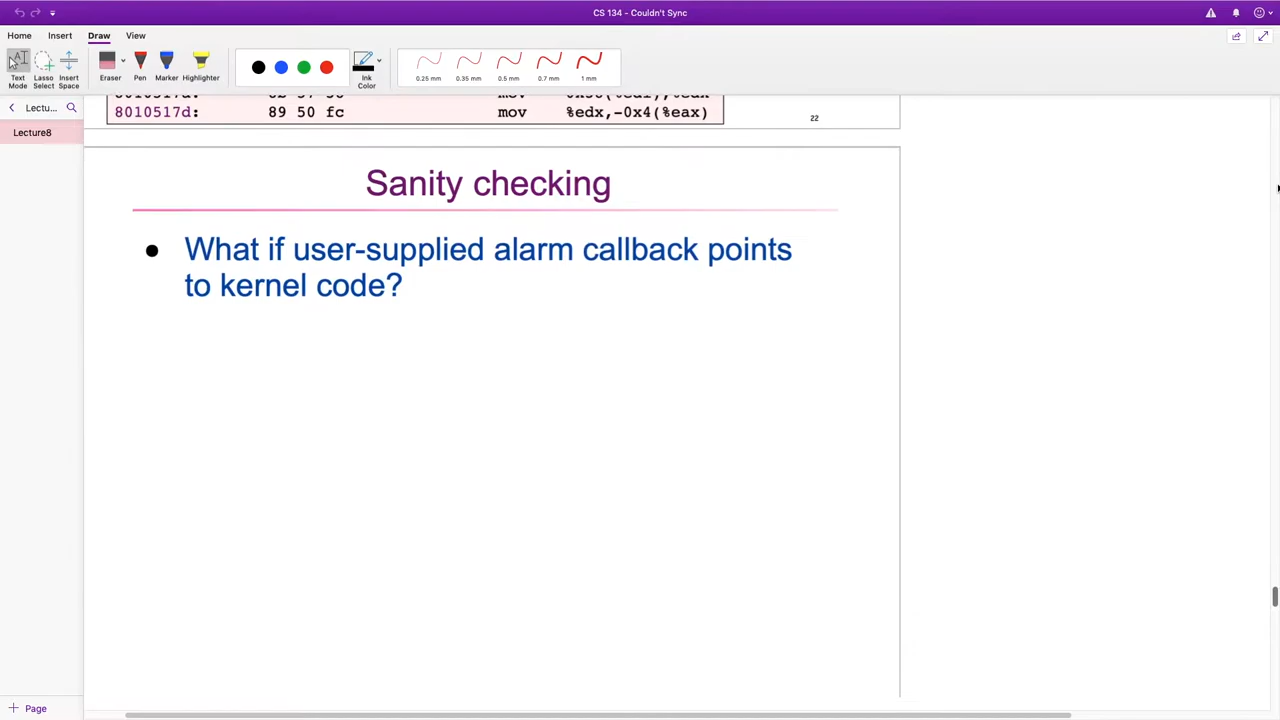 CS 134 - Couldn't Sync
Home Insert Draw View
Text Mode
Lasso Select
Insert Space
Eraser
Pen
Marker
Highlighter
Ink Color
0.25 mm
0.35 mm
0.5 mm
0.7 mm
1 mm
Lectu...
Lecture8
8010517d: 89 50 fc mov %edx,-0x4(%eax)
22
Sanity checking
● What if user-supplied alarm callback points
to kernel code?
+ Page